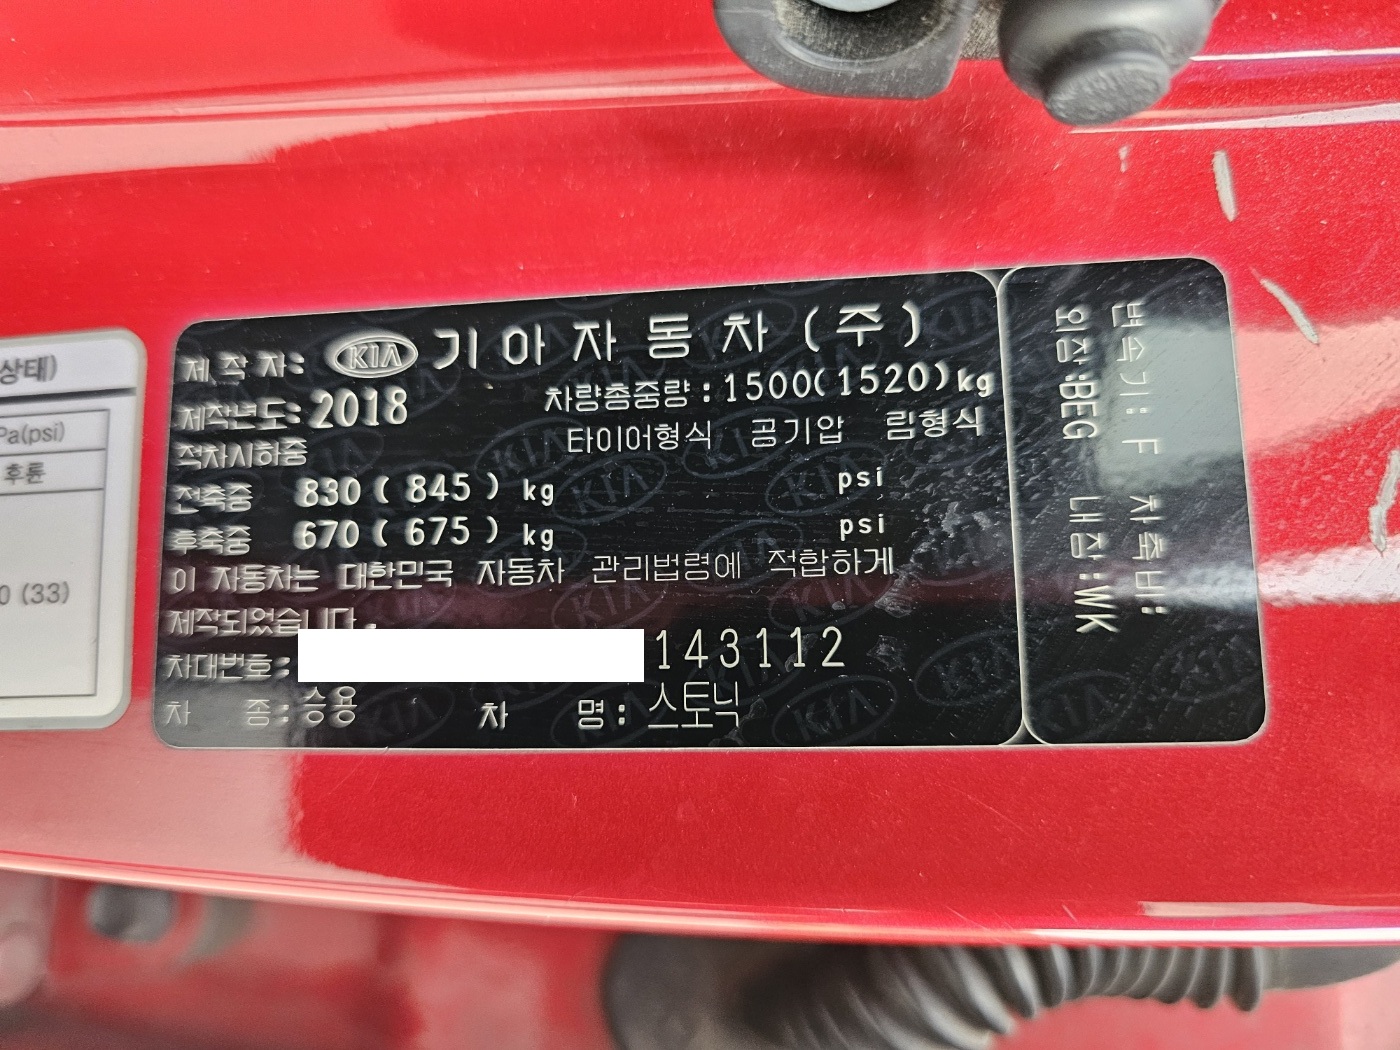 상태)
Pa(psi)
후륜
0 (33)
제 작 자: KIA 기아자동차(주)
제작년도:2018 차량총중량:1500(1520)kg
적차시하중 타이어형식 공기압 림형식
전축중 830(845)kg psi
후축중 670(675)kg psi
이 자동차는 대한민국 자동차 관리법령에 적합하게
제작되었습니다.
차대번호: 143112
차 종:승용 차 명:스토닉
변속기:F 차축비:
외장:BEG 내장:WK